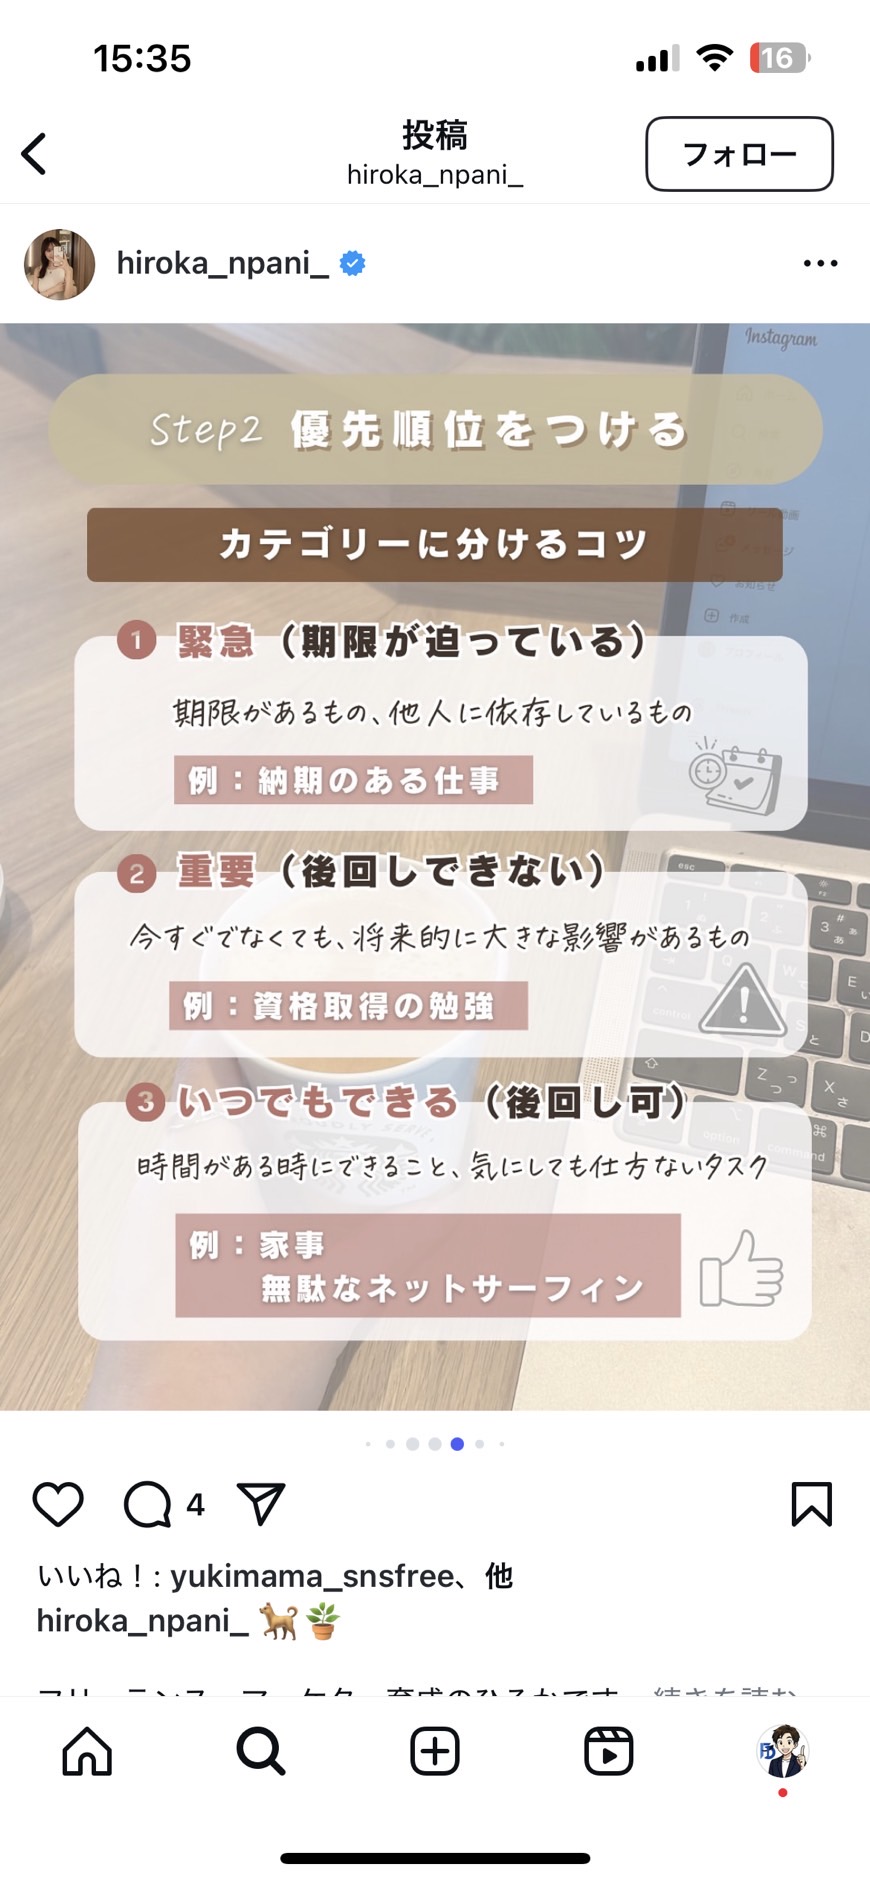 15:35
16
投稿
hiroka_npani_
フォロー
hiroka_npani_
Instagram
Step2 優先順位をつける
カテゴリーに分けるコツ
作成
1 緊急（期限が迫っている）
期限があるもの、他人に依存しているもの
例：納期のある仕事
2 重要（後回しできない）
esc
今すぐでなくても、将来的に大きな影響があるもの
例：資格取得の勉強
3 いつでもできる（後回し可）
時間がある時にできること、気にしても仕方ないタスク
例：家事
無駄なネットサーフィン
option
command
4
いいね！: yukimama_snsfree、他
hiroka_npani_ 🐕🪴